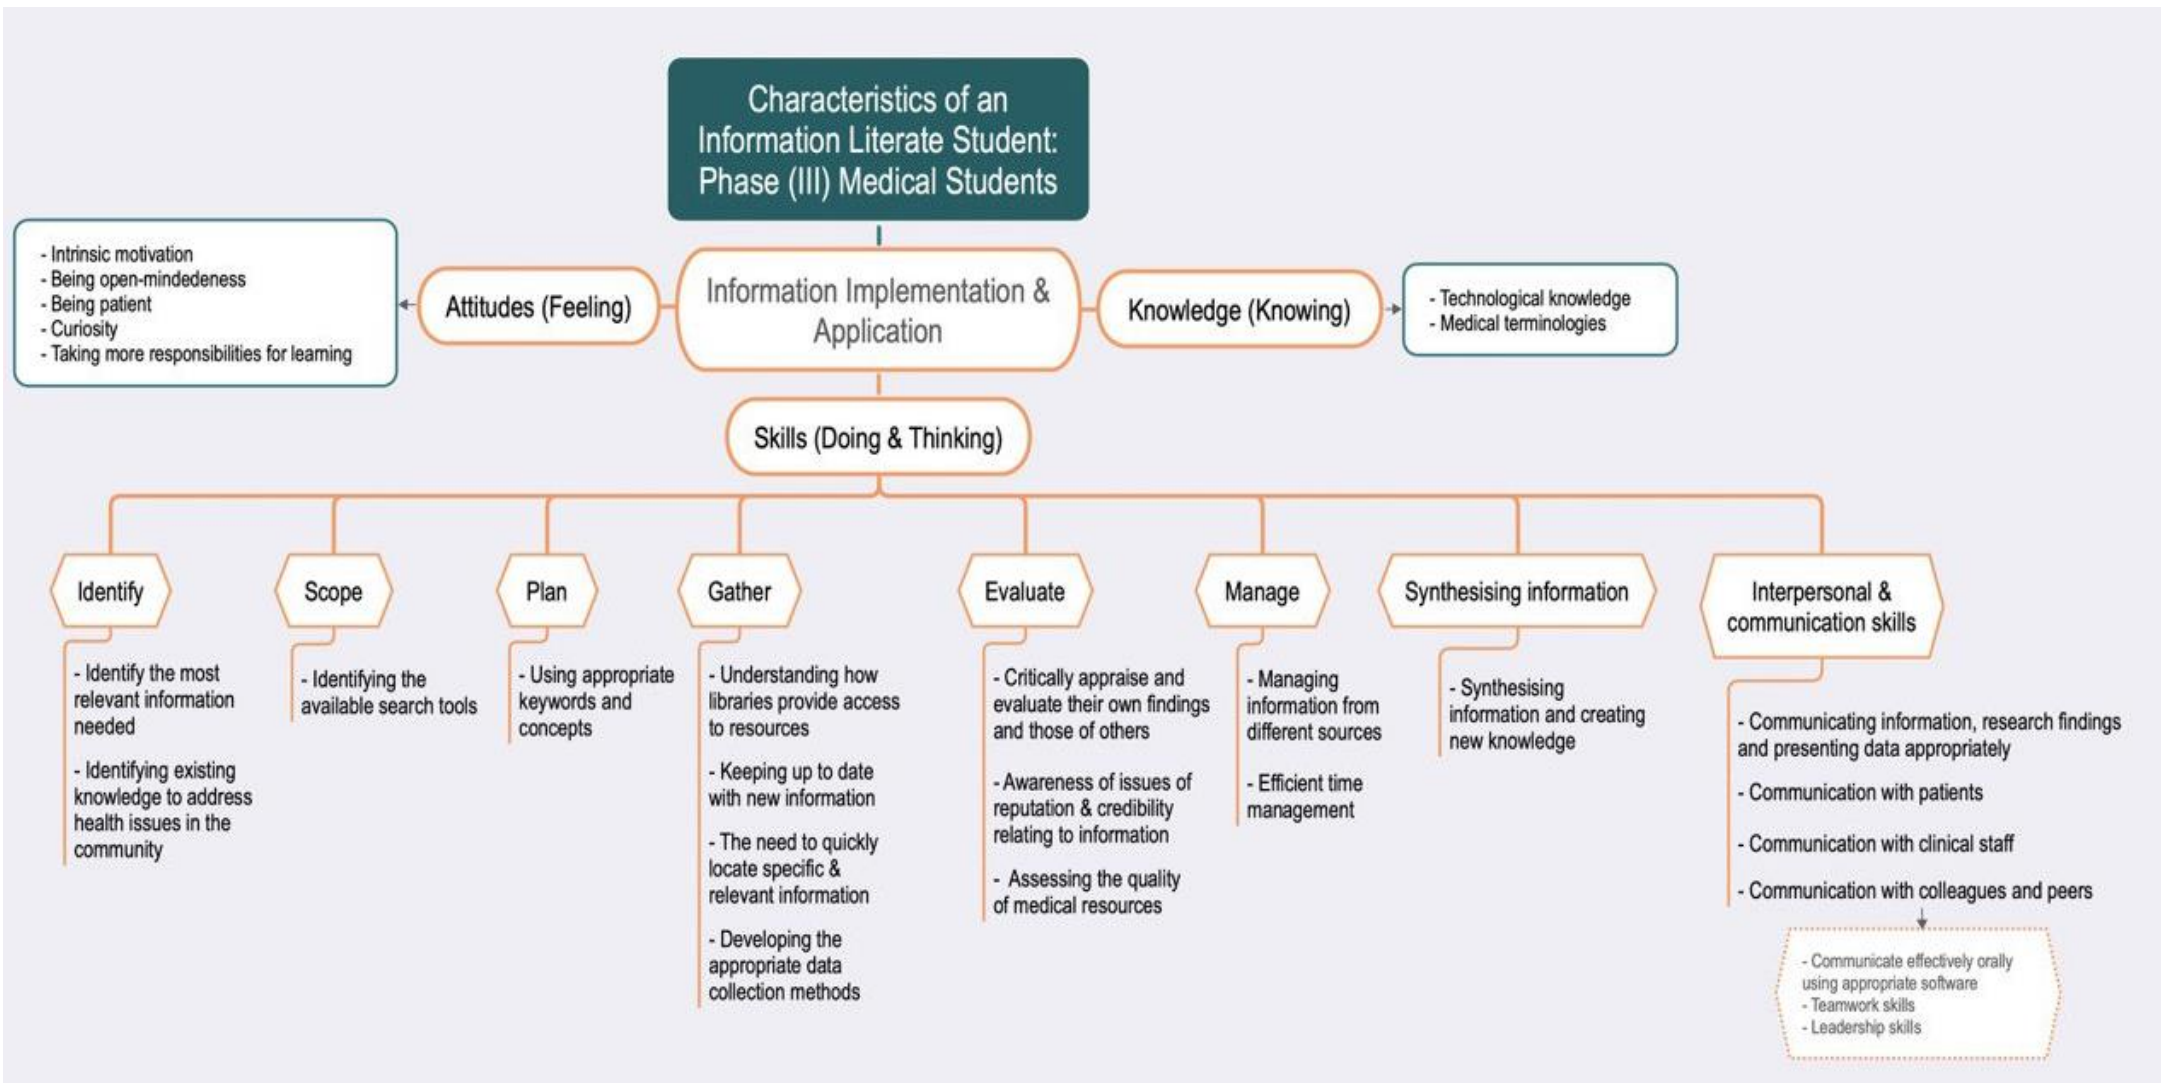 Characteristics of an
Information Literate Student:
Phase (III) Medical Students
- Intrinsic motivation
- Being open-mindedeness
- Being patient
- Curiosity
- Taking more responsibilities for learning
Attitudes (Feeling)
Information Implementation &
Application
Knowledge (Knowing)
- Technological knowledge
- Medical terminologies
Skills (Doing & Thinking)
Identify
- Identify the most
relevant information
needed
- Identifying existing
knowledge to address
health issues in the
community
Scope
- Identifying the
available search tools
Plan
- Using appropriate
keywords and
concepts
Gather
- Understanding how
libraries provide access
to resources
- Keeping up to date
with new information
- The need to quickly
locate specific &
relevant information
- Developing the
appropriate data
collection methods
Evaluate
- Critically appraise and
evaluate their own findings
and those of others
- Awareness of issues of
reputation & credibility
relating to information
- Assessing the quality
of medical resources
Manage
- Managing
information from
different sources
- Efficient time
management
Synthesising information
- Synthesising
information and creating
new knowledge
Interpersonal &
communication skills
- Communicating information, research findings
and presenting data appropriately
- Communication with patients
- Communication with clinical staff
- Communication with colleagues and peers
- Communicate effectively orally
using appropriate software
- Teamwork skills
- Leadership skills